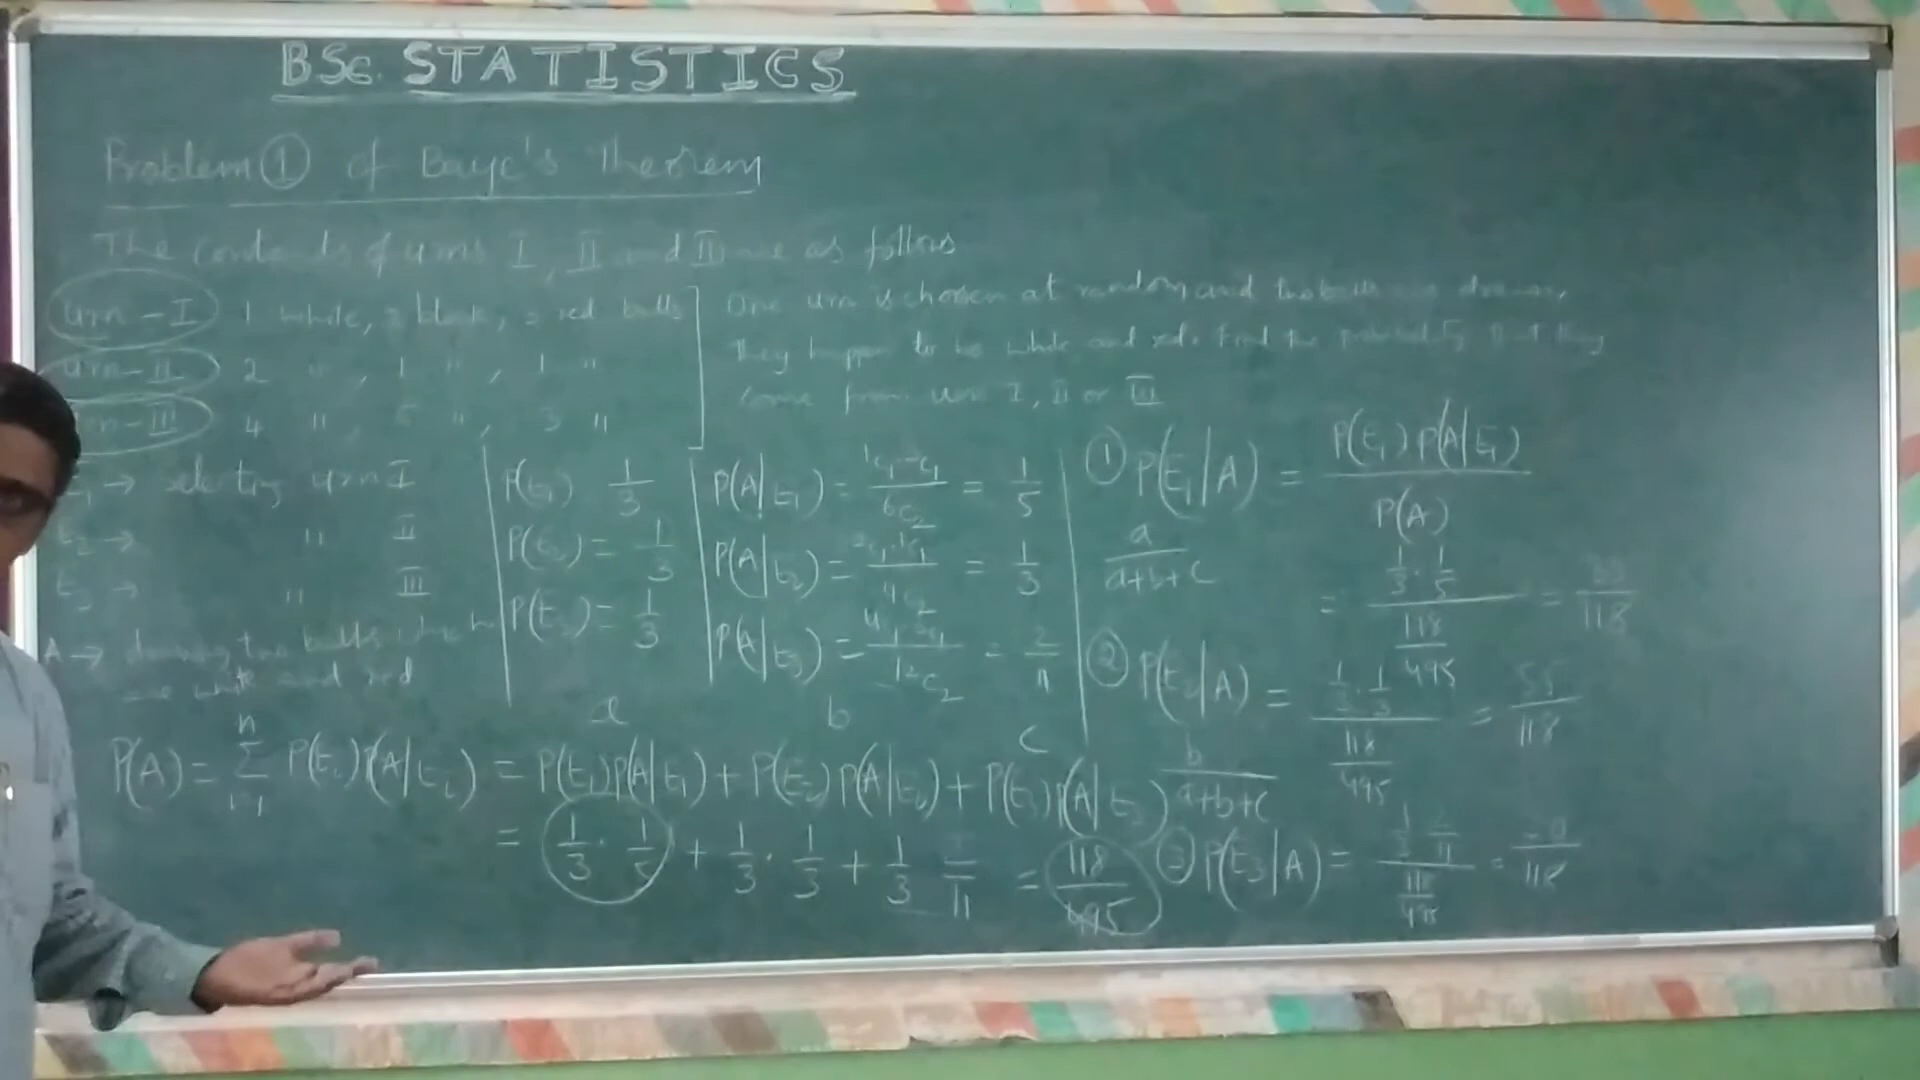 BSc. STATISTICS
Problem ① of Baye's Theorem
The contents of urns I, II and III are as follows
urn - I 1 white, 2 black, 3 red balls
urn - II 2 " , 1 " , 1 "
urn - III 4 " , 5 " , 3 "
One urn is chosen at random and two balls are drawn,
they happen to be white and red. Find the probability that they
come from urn I, II or III
E₁ → selecting urn I
E₂ → " II
E₃ → " III
A → drawing two balls
are white and red
P(E₁) 1/3
P(E₂) = 1/3
P(E₃) = 1/3
P(A|E₁) = ¹C₁ ³C₁ / ⁶C₂ = 1/5
P(A|E₂) = ²C₁·¹C₁ / ⁴C₂ = 1/3
P(A|E₃) = ⁴C₁·³C₁ / ¹²C₂ = 2/11
a b c
P(A) = Σⁿᵢ₌₁ P(Eᵢ)P(A|Eᵢ) = P(E₁)P(A|E₁) + P(E₂)P(A|E₂) + P(E₃)P(A|E₃)
= 1/3 · 1/5 + 1/3 · 1/3 + 1/3 2/11 = 118/495
① P(E₁|A) = P(E₁)P(A|E₁) / P(A)
a / a+b+c
= (1/3 · 1/5) / (118/495) = 33/118
② P(E₂|A) = (1/3 · 1/3) / (118/495) = 55/118
b / a+b+c
③ P(E₃|A) = (1/3 2/11) / (118/495) = 30/118